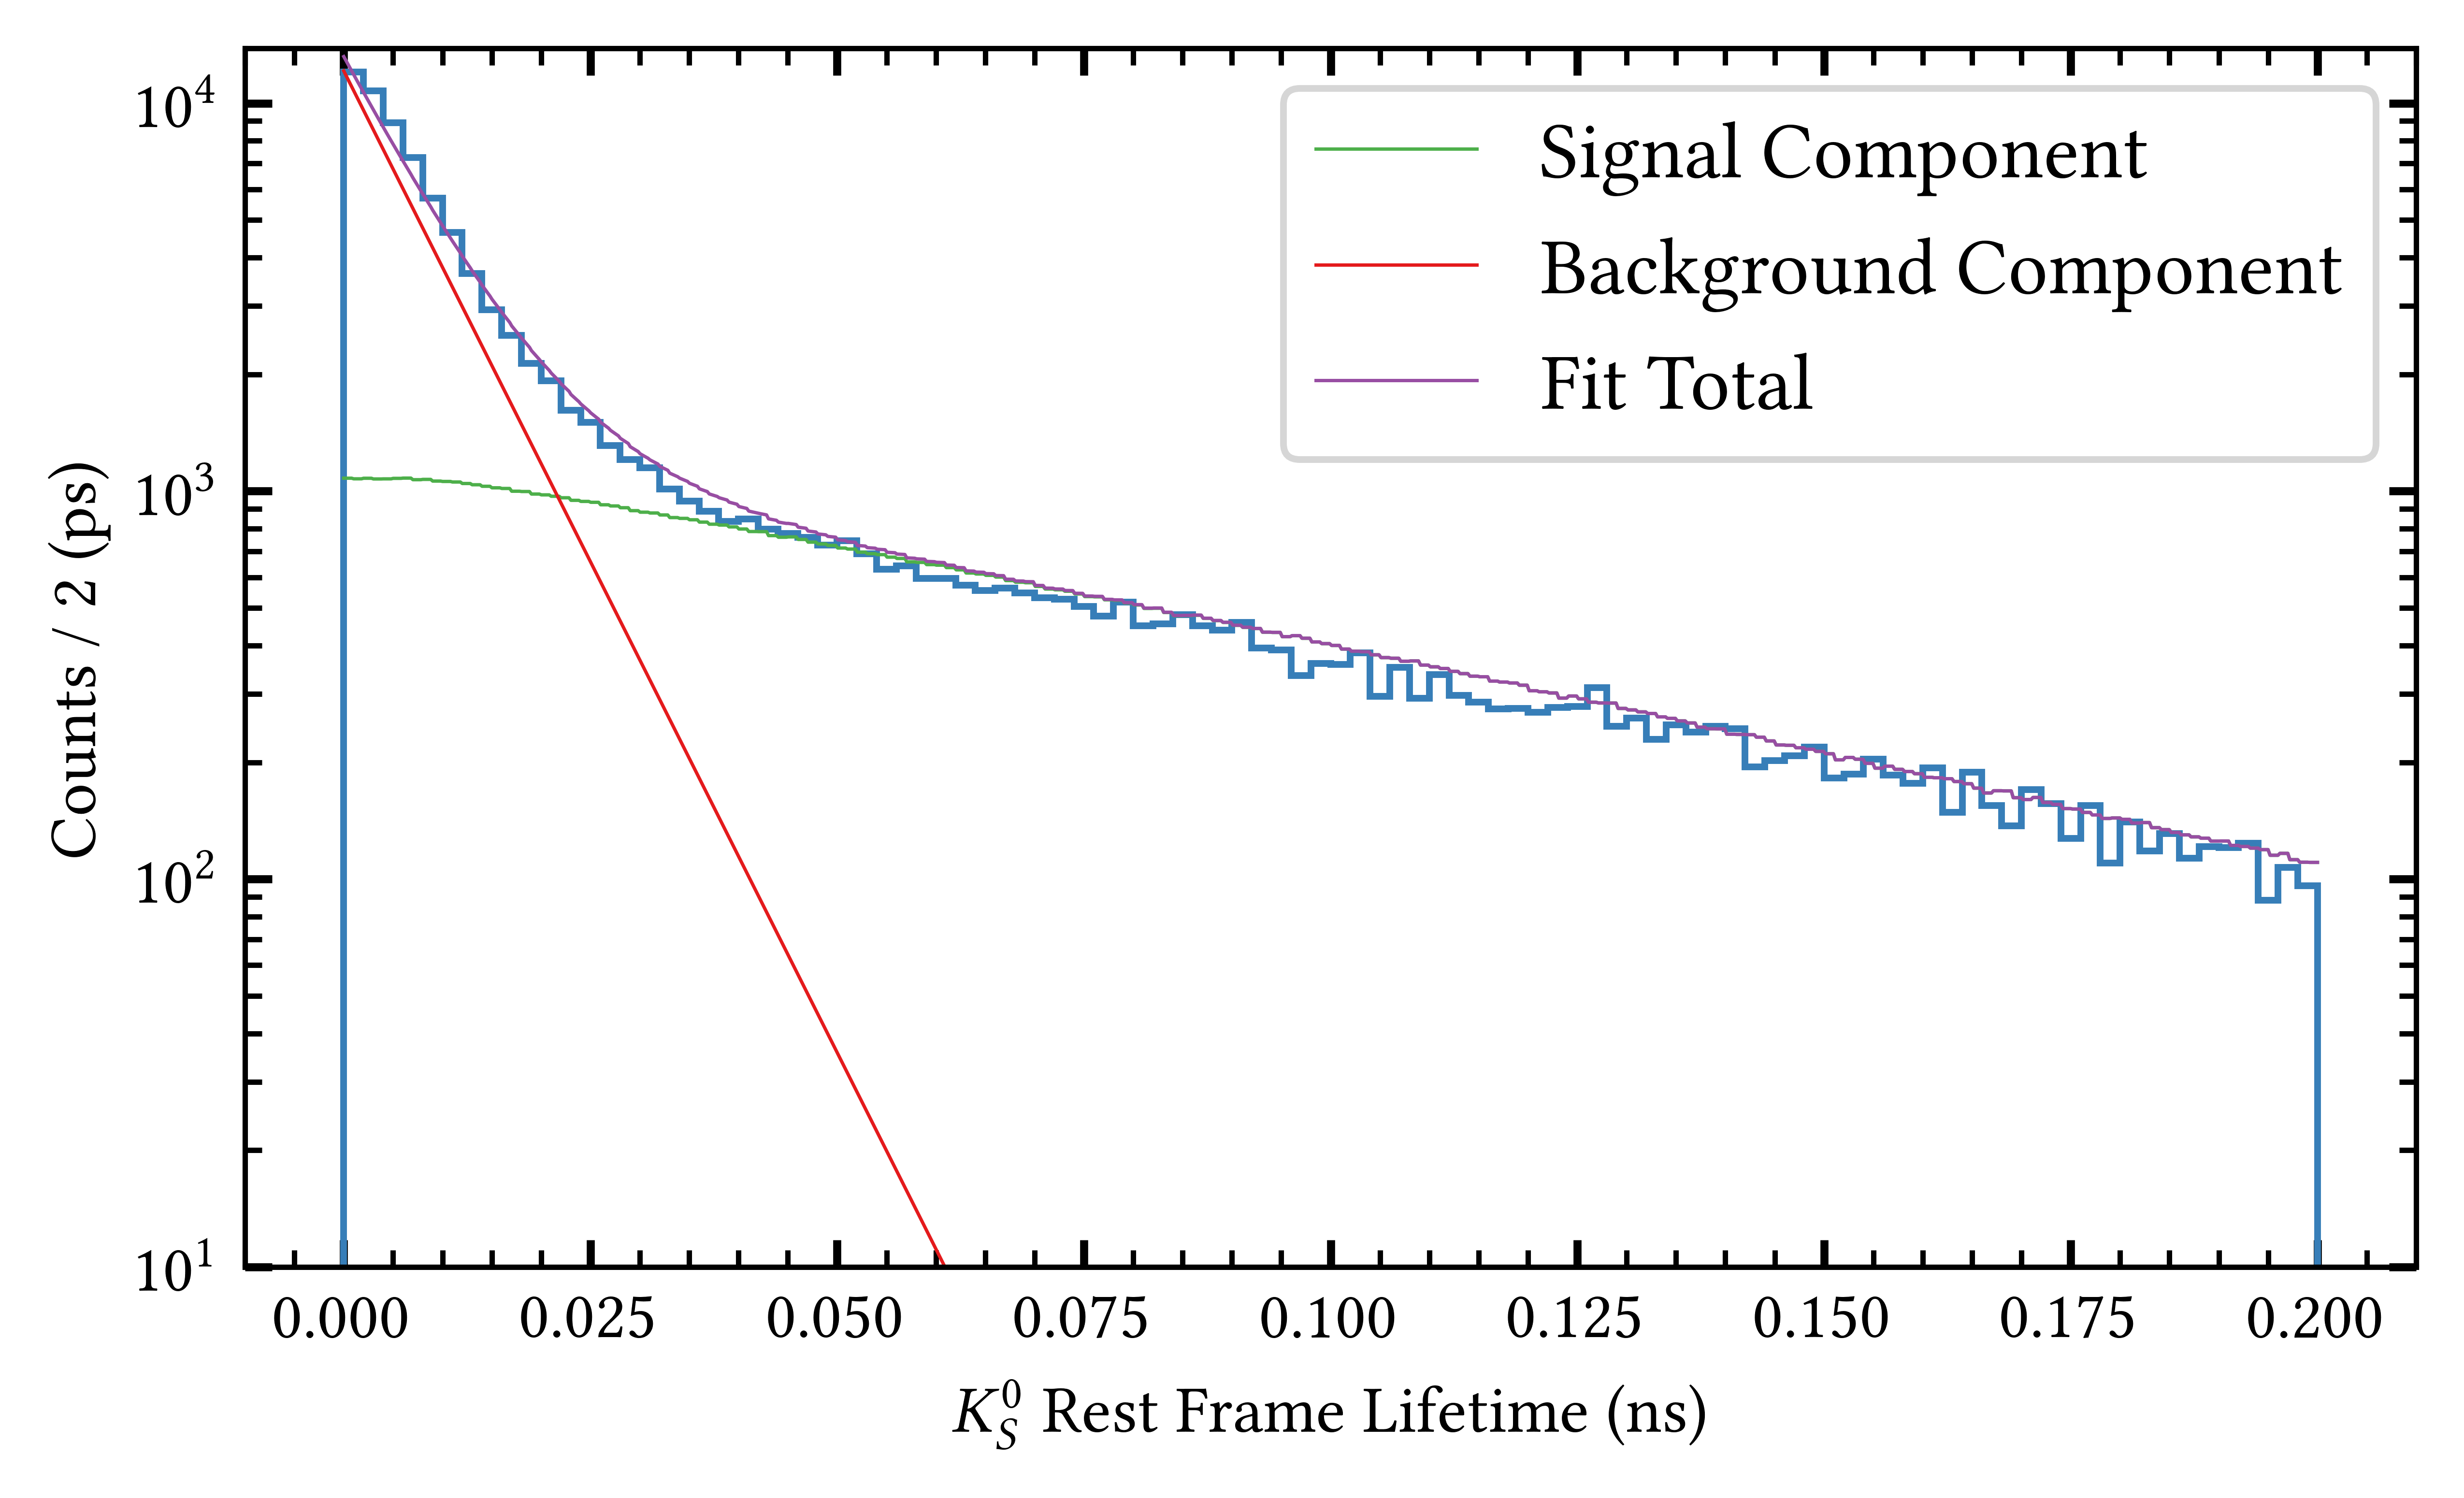 Signal Component
Background Component
Fit Total
Counts / 2 (ps)
10⁴
10³
10²
10¹
0.000 0.025 0.050 0.075 0.100 0.125 0.150 0.175 0.200
K_S^0 Rest Frame Lifetime (ns)